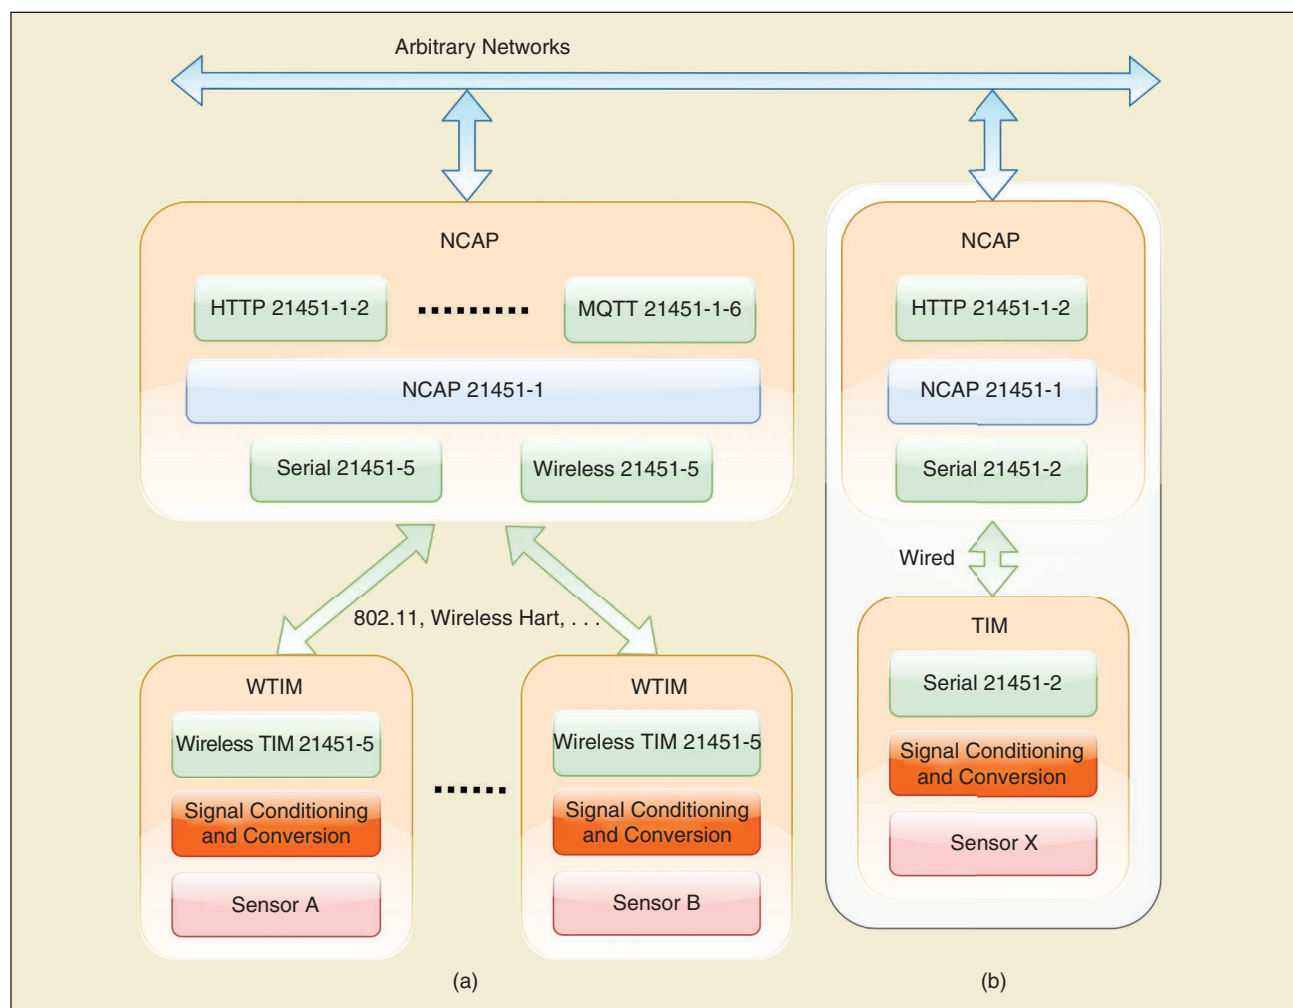 Arbitrary Networks
NCAP
HTTP 21451-1-2
MQTT 21451-1-6
NCAP 21451-1
Serial 21451-5
Wireless 21451-5
802.11, Wireless Hart, . . .
WTIM
Wireless TIM 21451-5
Signal Conditioning
and Conversion
Sensor A
WTIM
Wireless TIM 21451-5
Signal Conditioning
and Conversion
Sensor B
(a)
NCAP
HTTP 21451-1-2
NCAP 21451-1
Serial 21451-2
Wired
TIM
Serial 21451-2
Signal Conditioning
and Conversion
Sensor X
(b)